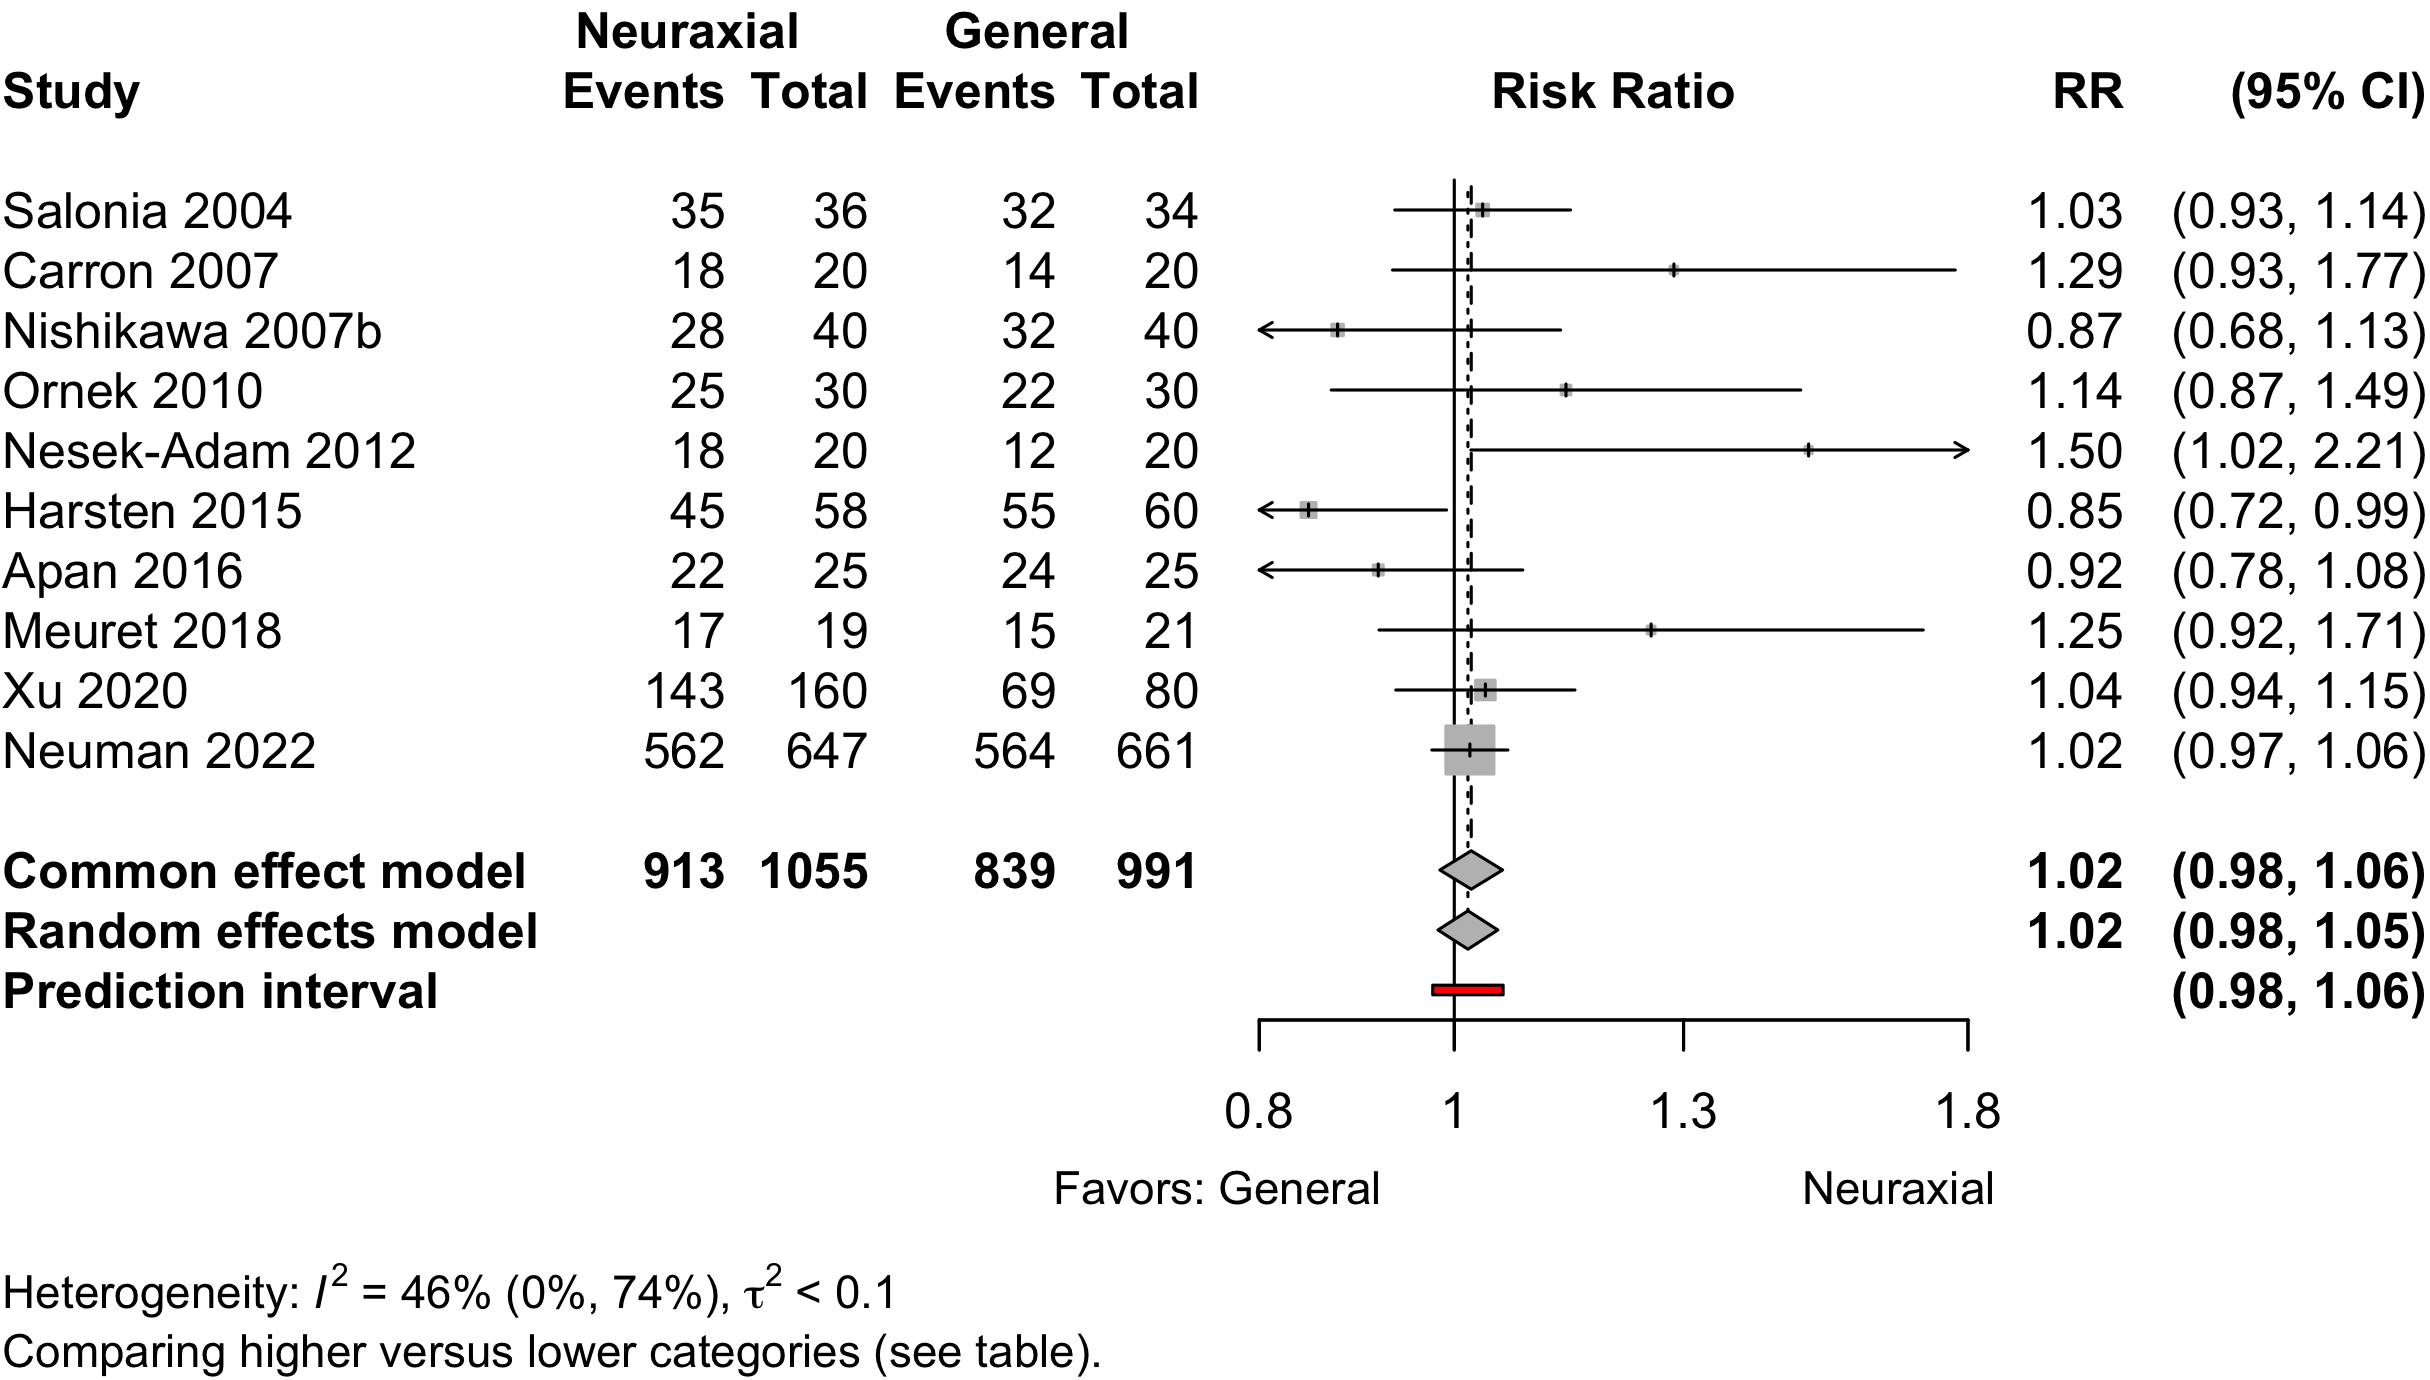 Neuraxial General
Study Events Total Events Total Risk Ratio RR (95% CI)
Salonia 2004 35 36 32 34 1.03 (0.93, 1.14)
Carron 2007 18 20 14 20 1.29 (0.93, 1.77)
Nishikawa 2007b 28 40 32 40 0.87 (0.68, 1.13)
Ornek 2010 25 30 22 30 1.14 (0.87, 1.49)
Nesek-Adam 2012 18 20 12 20 1.50 (1.02, 2.21)
Harsten 2015 45 58 55 60 0.85 (0.72, 0.99)
Apan 2016 22 25 24 25 0.92 (0.78, 1.08)
Meuret 2018 17 19 15 21 1.25 (0.92, 1.71)
Xu 2020 143 160 69 80 1.04 (0.94, 1.15)
Neuman 2022 562 647 564 661 1.02 (0.97, 1.06)
Common effect model 913 1055 839 991 1.02 (0.98, 1.06)
Random effects model 1.02 (0.98, 1.05)
Prediction interval (0.98, 1.06)
0.8 1 1.3 1.8
Favors: General Neuraxial
Heterogeneity: I² = 46% (0%, 74%), τ² < 0.1
Comparing higher versus lower categories (see table).